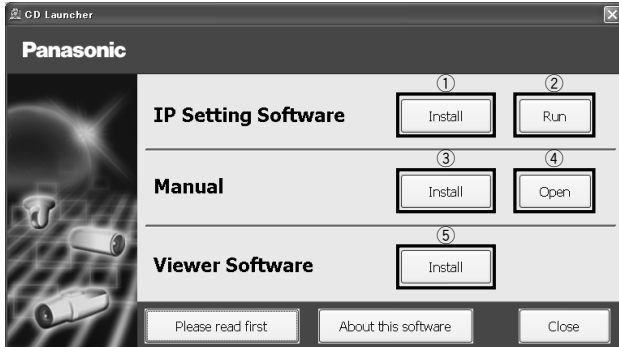 CD Launcher
Panasonic
① ②
IP Setting Software Install Run
③ ④
Manual Install Open
⑤
Viewer Software Install
Please read first About this software Close